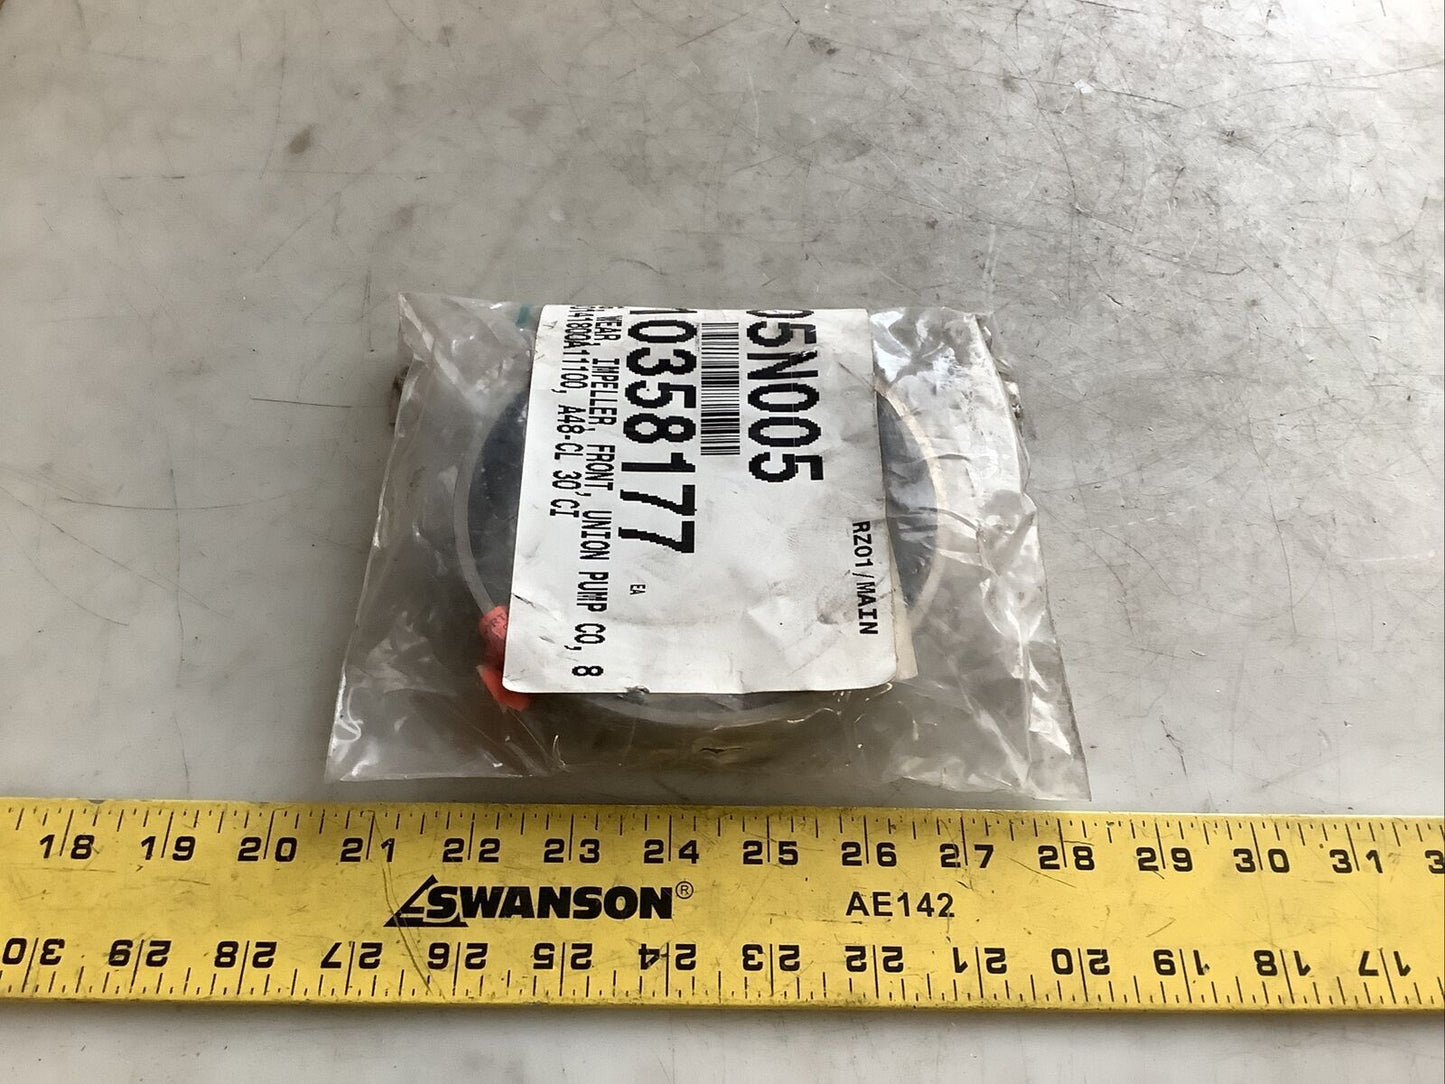 05N005
10358177
WEAR, IMPELLER, FRONT, UNION PUMP CO, 8
141800A11100, A48-CL 30'CI
EA
RZ01/MAIN
18 19 20 21 22 23 24 25 26 27 28 29 30 31
SWANSON® AE142
30 29 28 27 26 25 24 23 22 21 20 19 18 17